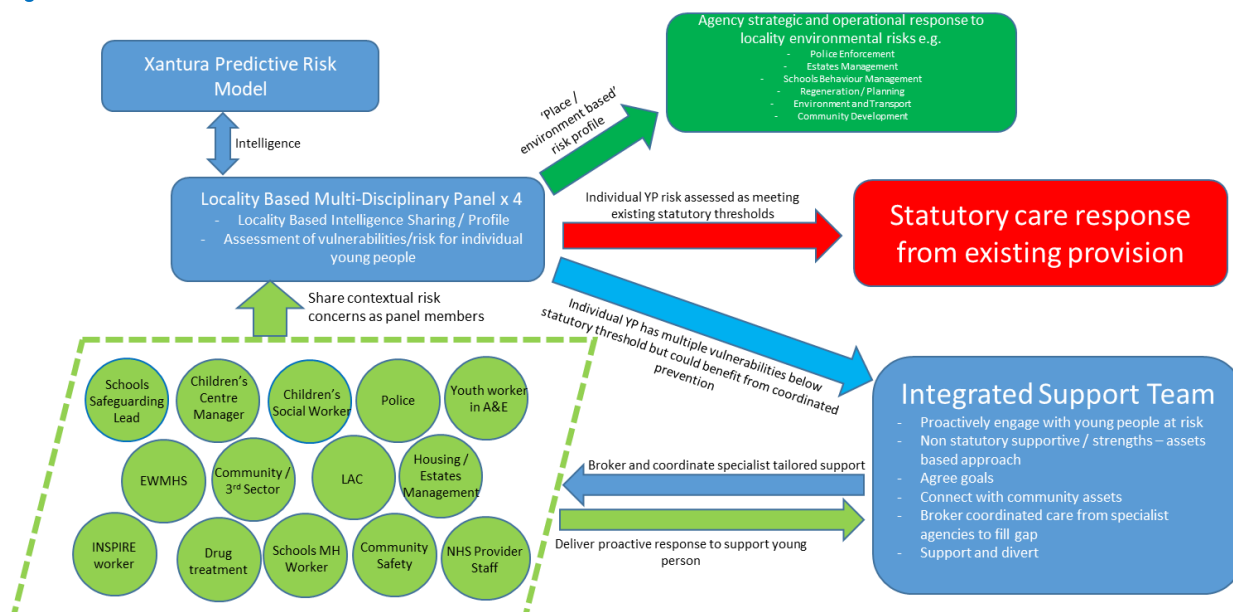 Xantura Predictive Risk
Model
Intelligence
Agency strategic and operational response to
locality environmental risks e.g.
- Police Enforcement
- Estates Management
- Schools Behaviour Management
- Regeneration / Planning
- Environment and Transport
- Community Development
'Place /
environment based'
risk profile
Locality Based Multi-Disciplinary Panel x 4
- Locality Based Intelligence Sharing / Profile
- Assessment of vulnerabilities/risk for individual
young people
Individual YP risk assessed as meeting
existing statutory thresholds
Statutory care response
from existing provision
Share contextual risk
concerns as panel members
Individual YP has multiple vulnerabilities below
statutory threshold but could benefit from coordinated
prevention
Schools
Safeguarding
Lead
Children's
Centre
Manager
Children's
Social Worker
Police
Youth worker
in A&E
EWMHS
Community /
3rd Sector
LAC
Housing /
Estates
Management
INSPIRE
worker
Drug
treatment
Schools MH
Worker
Community
Safety
NHS Provider
Staff
Broker and coordinate specialist tailored support
Deliver proactive response to support young
person
Integrated Support Team
- Proactively engage with young people at risk
- Non statutory supportive / strengths – assets
based approach
- Agree goals
- Connect with community assets
- Broker coordinated care from specialist
agencies to fill gap
- Support and divert